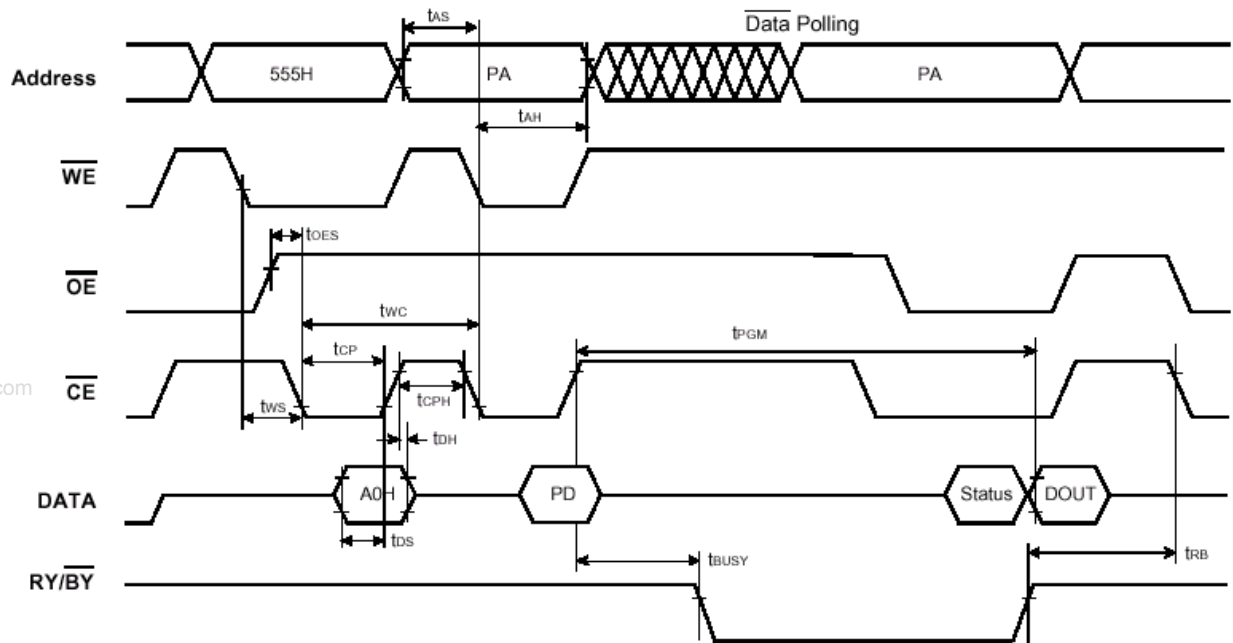 tAS
Data Polling
Address
555H
PA
PA
tAH
WE
tOES
OE
tWC
tPGM
tCP
CE
com
tCPH
tWS
tDH
DATA
A0H
PD
Status
DOUT
tDS
tBUSY
tRB
RY/BY